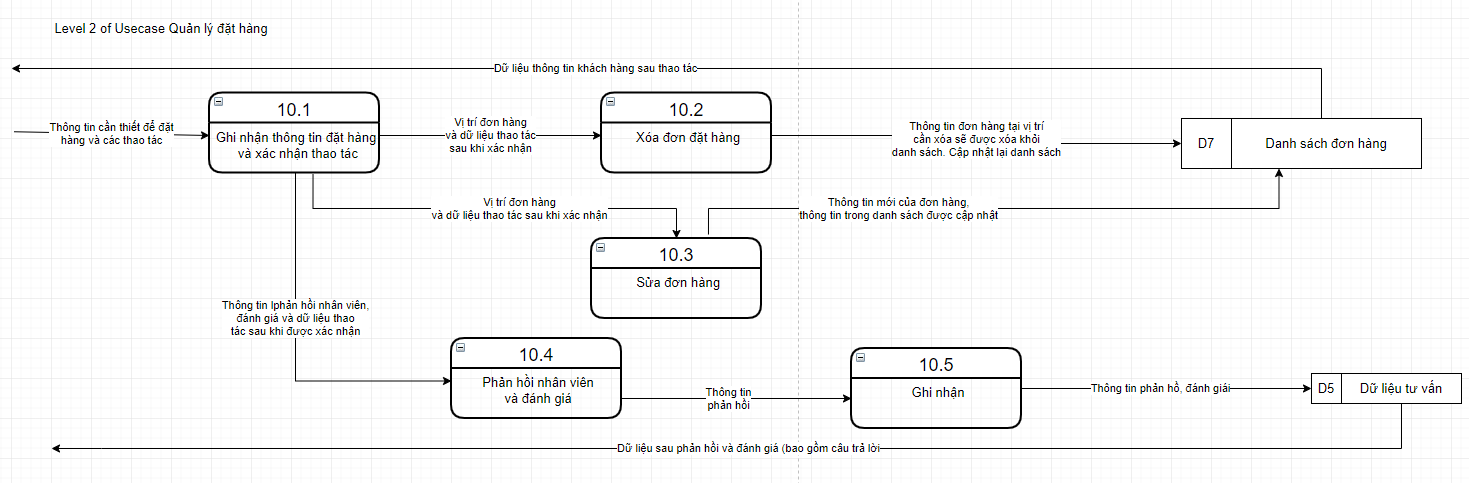 Level 2 of Usecase Quản lý đặt hàng
Dữ liệu thông tin khách hàng sau thao tác
Thông tin cần thiết để đặt
hàng và các thao tác
10.1
Ghi nhận thông tin đặt hàng
và xác nhận thao tác
Vị trí đơn hàng
và dữ liệu thao tác
sau khi xác nhận
10.2
Xóa đơn đặt hàng
Thông tin đơn hàng tại vị trí
cần xóa sẽ được xóa khỏi
danh sách. Cập nhật lại danh sách
D7
Danh sách đơn hàng
Vị trí đơn hàng
và dữ liệu thao tác sau khi xác nhận
Thông tin mới của đơn hàng,
thông tin trong danh sách được cập nhật
10.3
Sửa đơn hàng
Thông tin lphản hồi nhân viên,
đánh giá và dữ liệu thao
tác sau khi được xác nhận
10.4
Phản hồi nhân viên
và đánh giá
Thông tin
phản hồi
10.5
Ghi nhận
Thông tin phản hồ, đánh giái
D5
Dữ liệu tư vấn
Dữ liệu sau phản hồi và đánh giá (bao gồm câu trả lời